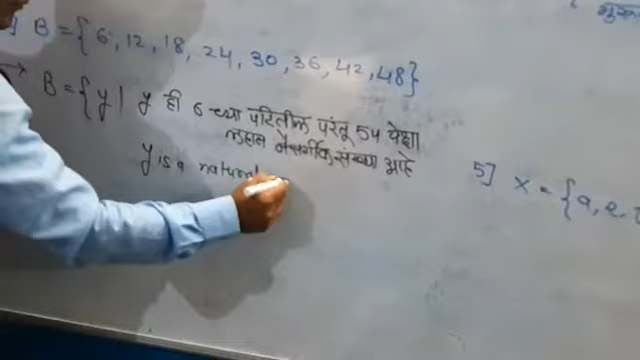 B = {6, 12, 18, 24, 30, 36, 42, 48}
→ B = {y | y ही 6 च्या पटीतील परंतू 54 पेक्षा
लहान नैसर्गिक संख्या आहे
y is a natural
5] X = {a, e,